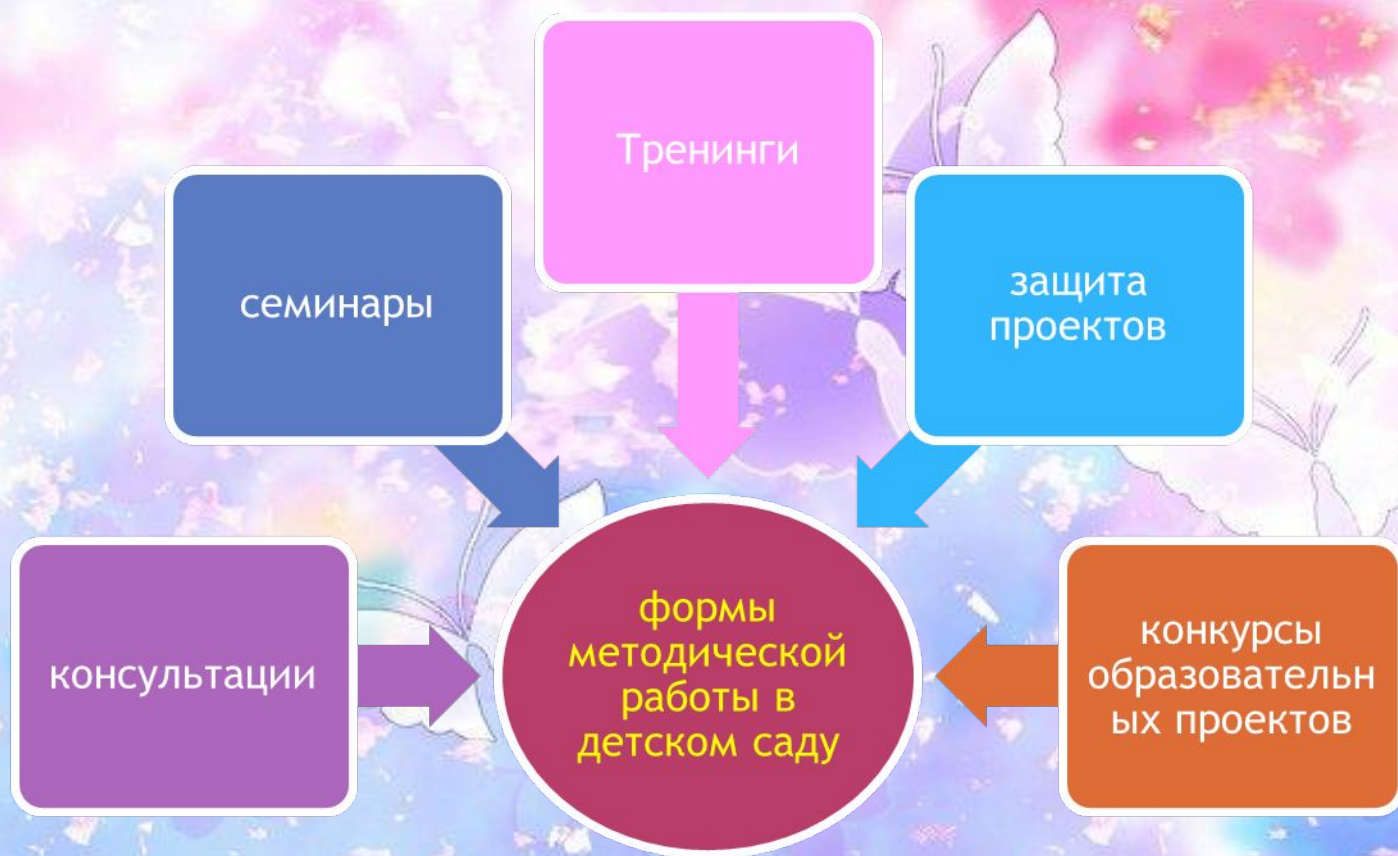 Тренинги
семинары
защита
проектов
консультации
формы
методической
работы в
детском саду
конкурсы
образовательн
ых проектов